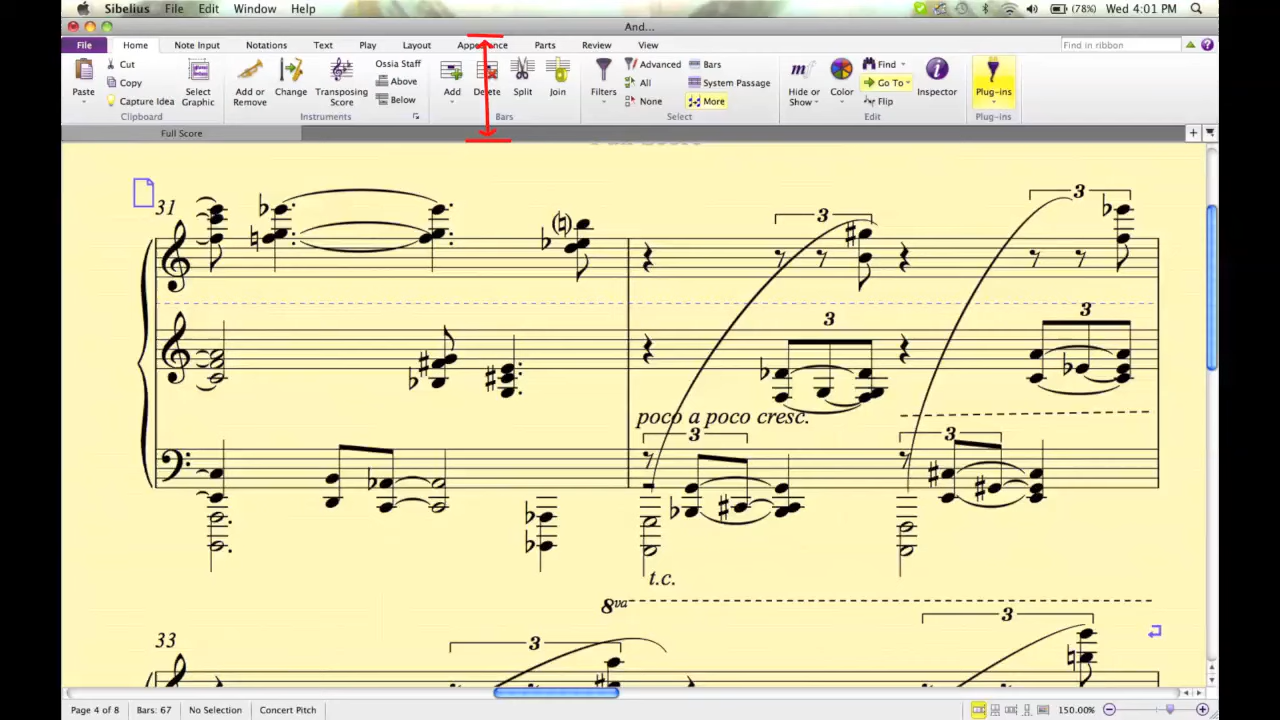 Sibelius File Edit Window Help (78%) Wed 4:01 PM
And...
File Home Note Input Notations Text Play Layout Appearance Parts Review View Find in ribbon
Cut Ossia Staff Advanced Bars Find
Copy Above All System Passage Go To
Paste Capture Idea Select Graphic Add or Remove Change Transposing Score Below Add Delete Split Join Filters None More Hide or Show Color Flip Inspector Plug-ins
Clipboard Instruments Bars Select Edit Plug-ins
Full Score
31
3 3
3 3
poco a poco cresc.
3 3
t.c.
8va
33
3 3
Page 4 of 8 Bars: 67 No Selection Concert Pitch 150.00%